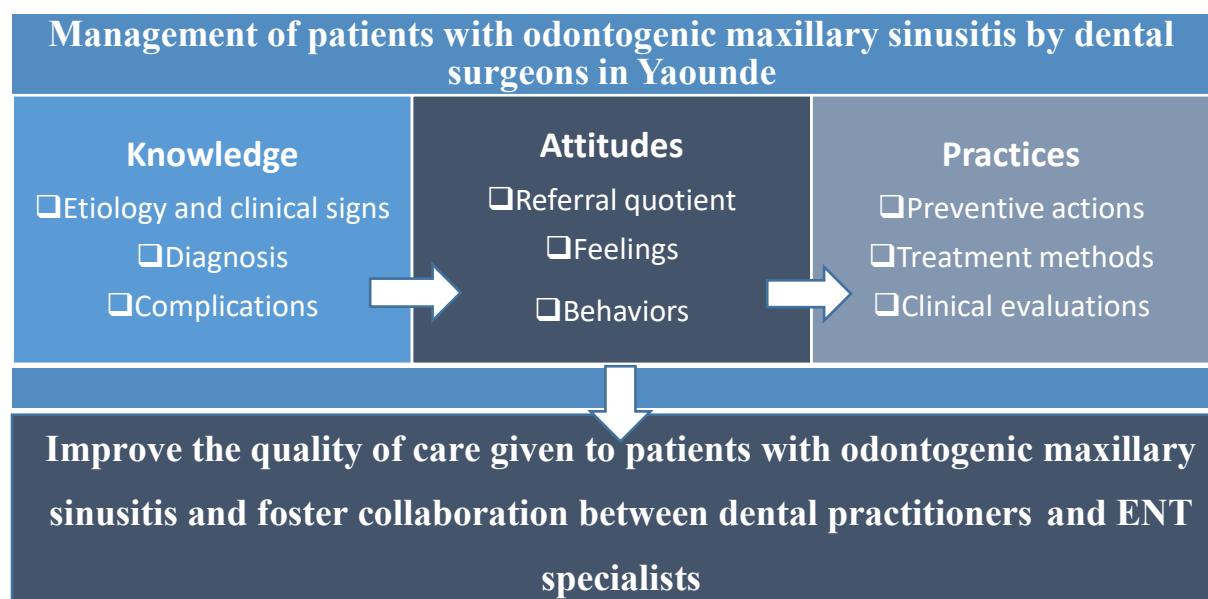 Management of patients with odontogenic maxillary sinusitis by dental
surgeons in Yaounde
Knowledge
❑Etiology and clinical signs
❑Diagnosis
❑Complications
Attitudes
❑Referral quotient
❑Feelings
❑Behaviors
Practices
❑Preventive actions
❑Treatment methods
❑Clinical evaluations
Improve the quality of care given to patients with odontogenic maxillary
sinusitis and foster collaboration between dental practitioners and ENT
specialists